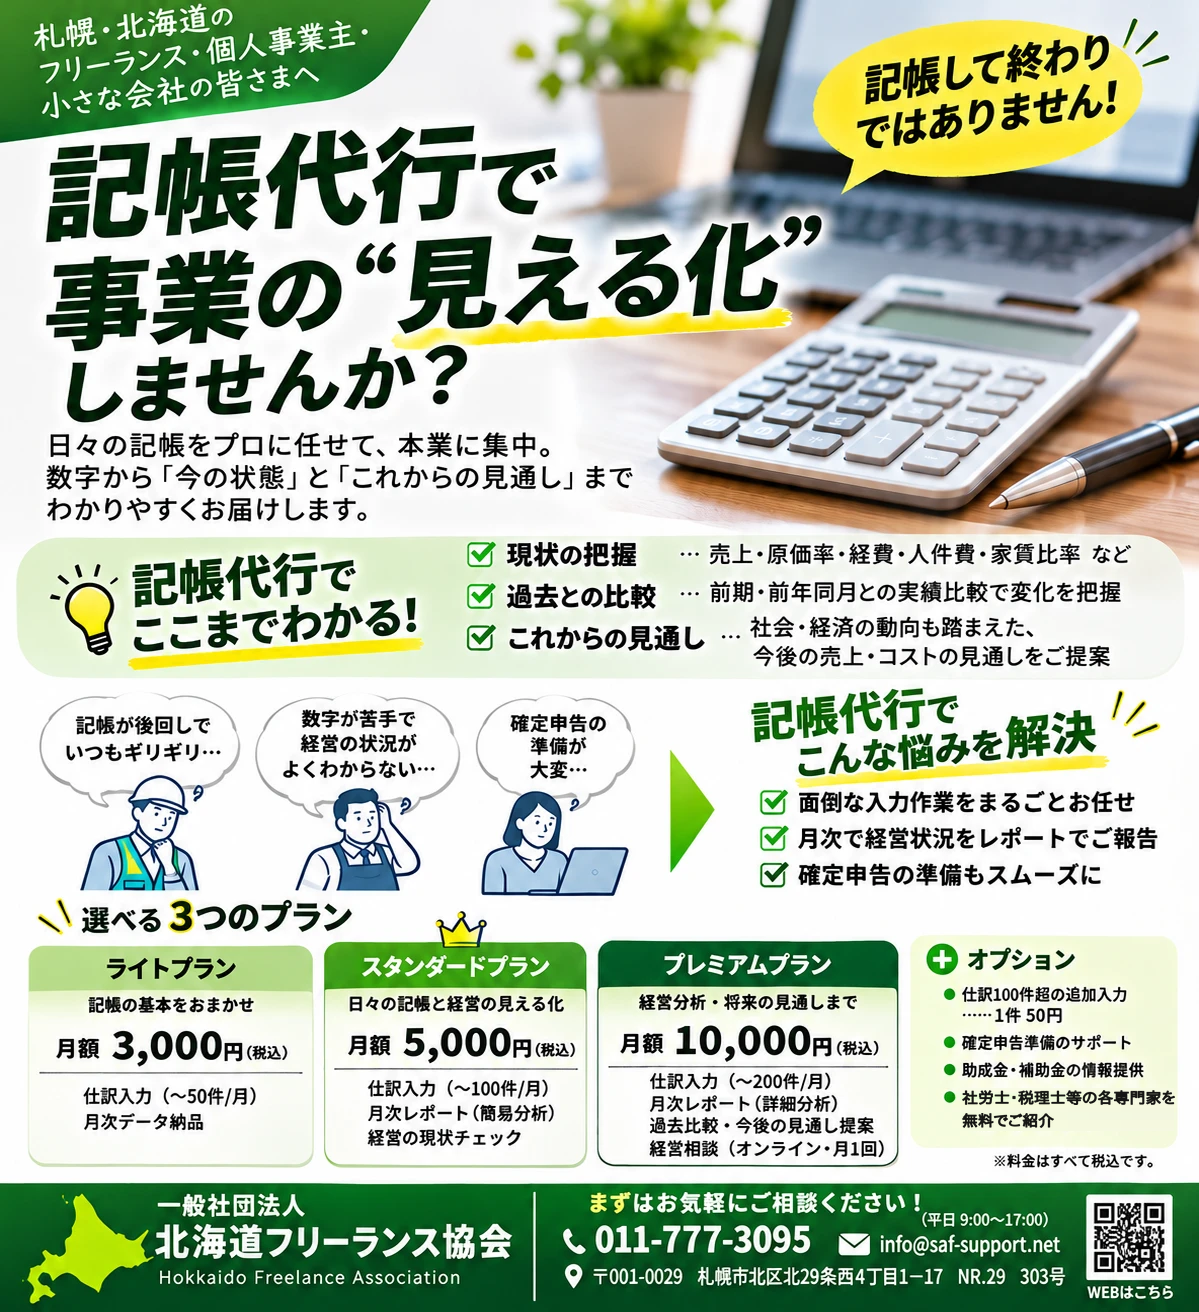 札幌・北海道の
フリーランス・個人事業主・
小さな会社の皆さまへ
記帳して終わり
ではありません!
記帳代行で
事業の“見える化”
しませんか?
日々の記帳をプロに任せて、本業に集中。
数字から「今の状態」と「これからの見通し」まで
わかりやすくお届けします。
記帳代行で
ここまでわかる!
現状の把握 … 売上・原価率・経費・人件費・家賃比率 など
過去との比較 … 前期・前年同月との実績比較で変化を把握
これからの見通し … 社会・経済の動向も踏まえた、
今後の売上・コストの見通しをご提案
記帳が後回しで
いつもギリギリ…
数字が苦手で
経営の状況が
よくわからない…
確定申告の
準備が
大変…
記帳代行で
こんな悩みを解決
面倒な入力作業をまるごとお任せ
月次で経営状況をレポートでご報告
確定申告の準備もスムーズに
選べる3つのプラン
ライトプラン
記帳の基本をおまかせ
月額 3,000円(税込)
仕訳入力(〜50件/月)
月次データ納品
スタンダードプラン
日々の記帳と経営の見える化
月額 5,000円(税込)
仕訳入力(〜100件/月)
月次レポート(簡易分析)
経営の現状チェック
プレミアムプラン
経営分析・将来の見通しまで
月額 10,000円(税込)
仕訳入力(〜200件/月)
月次レポート(詳細分析)
過去比較・今後の見通し提案
経営相談(オンライン・月1回)
オプション
仕訳100件超の追加入力
……1件 50円
確定申告準備のサポート
助成金・補助金の情報提供
社労士・税理士等の各専門家を
無料でご紹介
※料金はすべて税込です。
一般社団法人
北海道フリーランス協会
Hokkaido Freelance Association
まずはお気軽にご相談ください!
(平日 9:00〜17:00)
011-777-3095 info@saf-support.net
〒001-0029 札幌市北区北29条西4丁目1−17 NR.29 303号
WEBはこちら